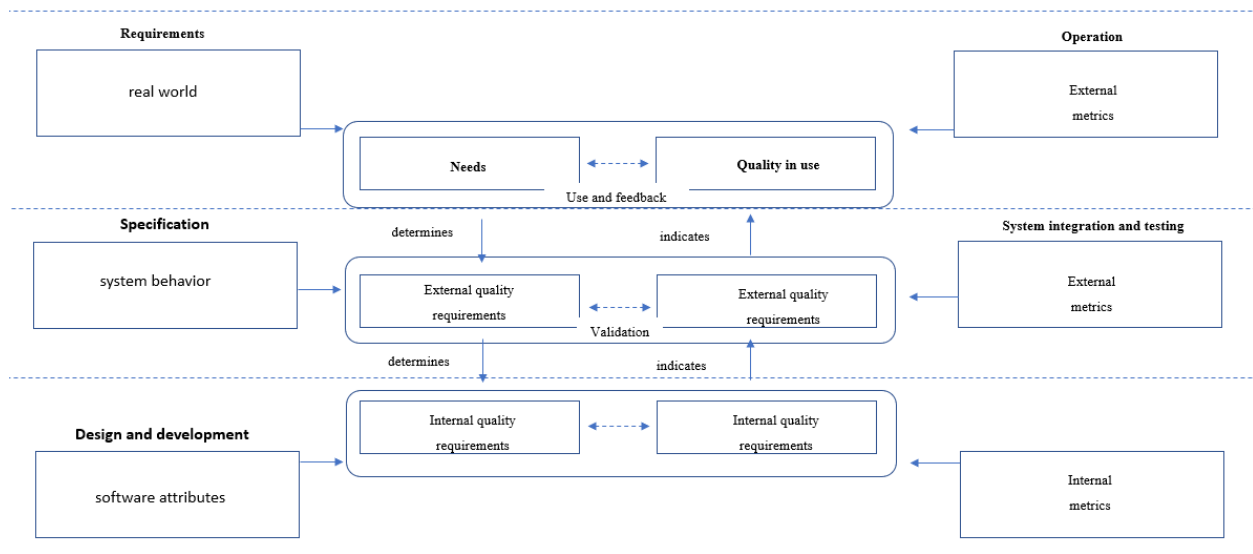 Requirements
Operation
real world
External
metrics
Needs
Quality in use
Use and feedback
Specification
determines
indicates
System integration and testing
system behavior
External quality
requirements
External quality
requirements
External
metrics
Validation
determines
indicates
Design and development
Internal quality
requirements
Internal quality
requirements
software attributes
Internal
metrics